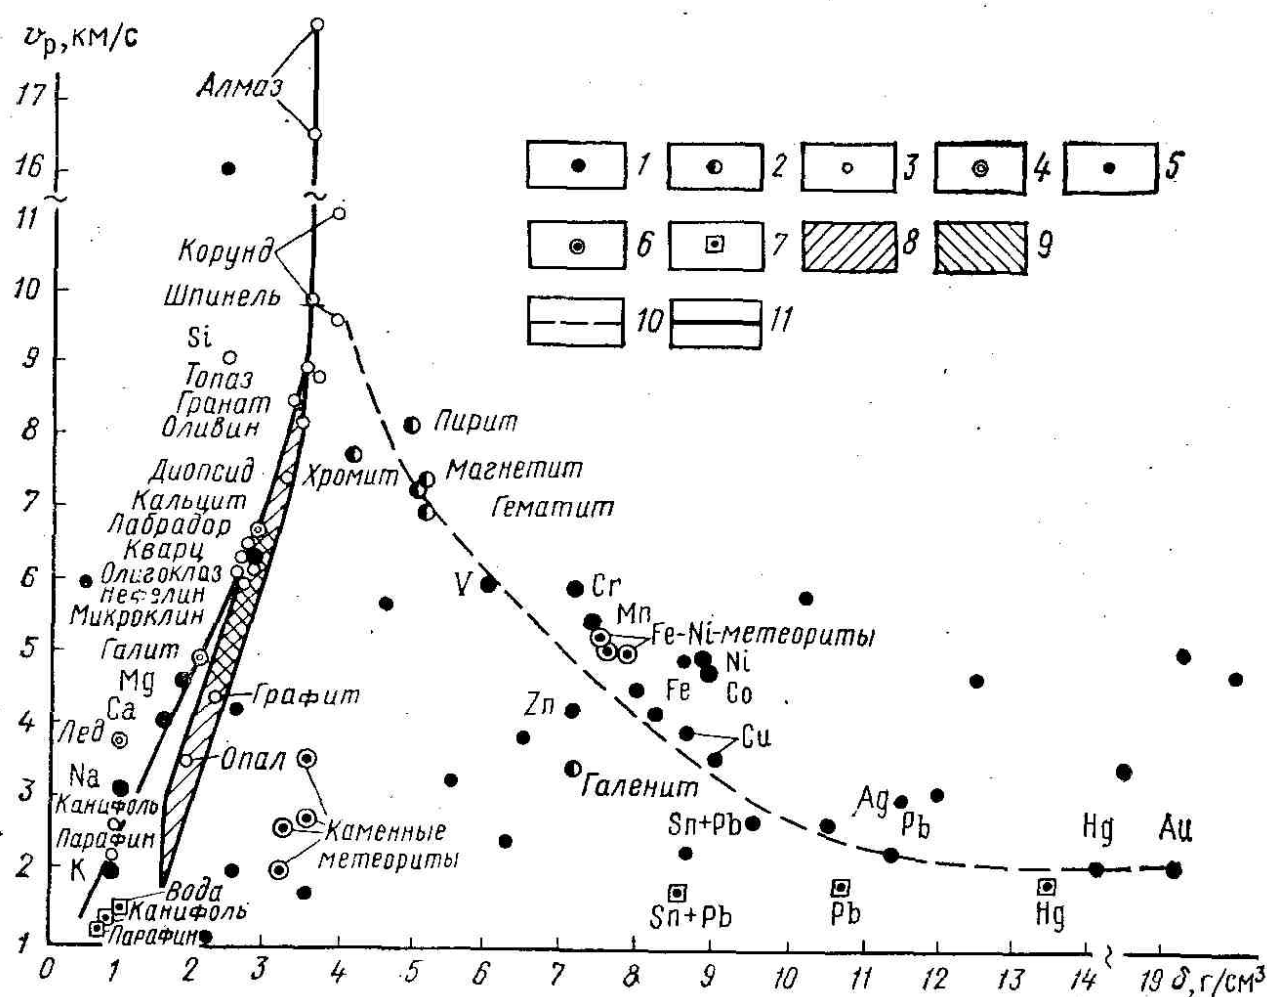 υp, км/с
Алмаз
17
16
1
2
3
4
5
11
Корунд
6
7
8
9
10
Шпинель
10
11
Si
9
Топаз
Гранат
8
Оливин
Пирит
Диопсид
Хромит
Магнетит
7
Кальцит
Гематит
Лабрадор
Кварц
6
Олигоклаз
V
Cr
Нефелин
Mn
Микроклин
Fe-Ni-метеориты
5
Галит
Ni
Mg
Графит
Fe
Co
Ca
Zn
4
Лед
Cu
Опал
Na
3
Канифоль
Галенит
Ag
Парафин
Каменные
метеориты
Sn+Pb
Pb
Hg
Au
2
K
Вода
Канифоль
Sn+Pb
Pb
Hg
1
Парафин
0 1 2 3 4 5 6 7 8 9 10 11 12 13 14 19 δ, г/см³